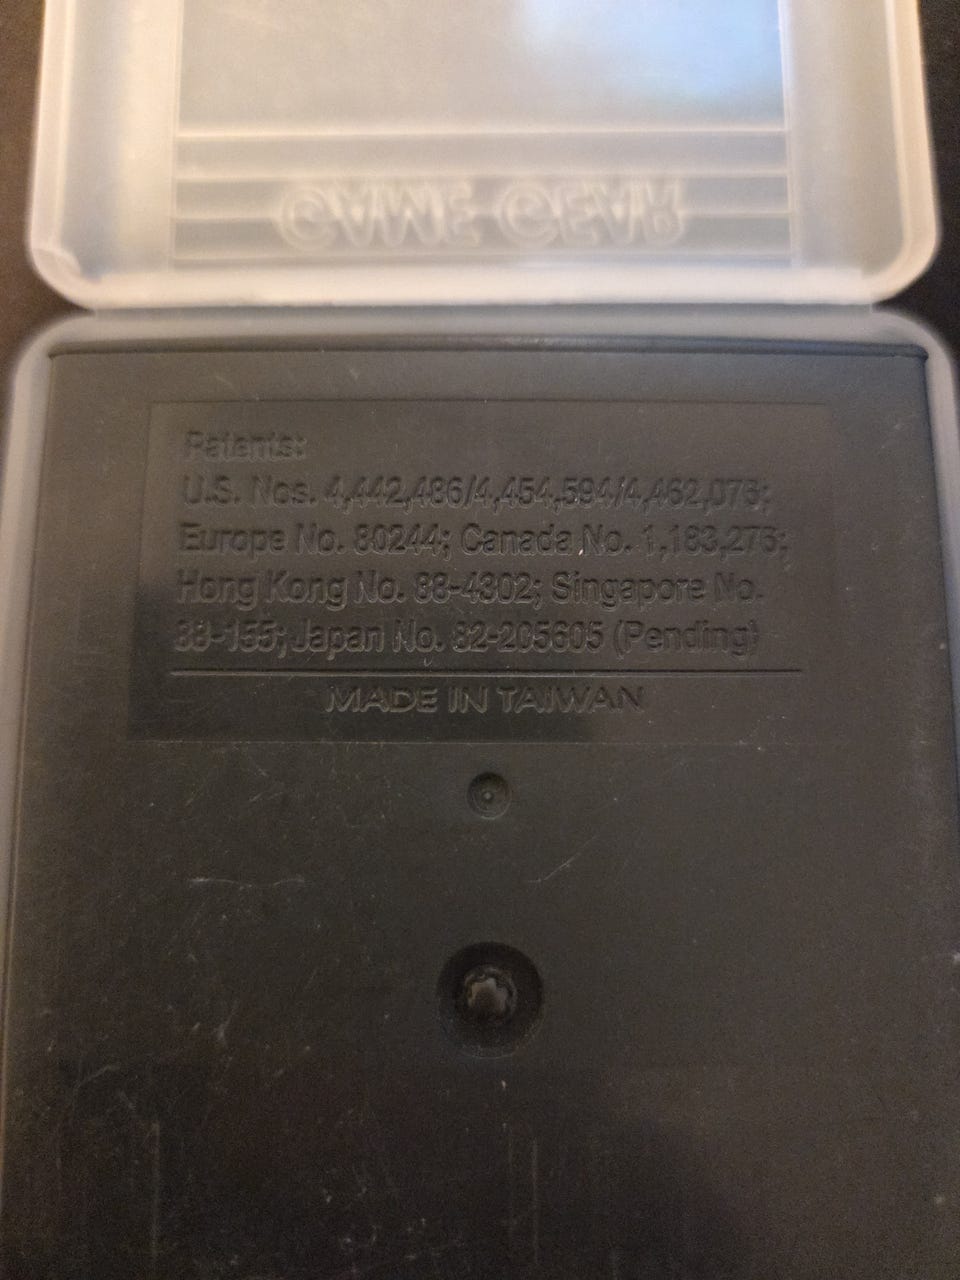 GAME GEAR
Patents:
U.S. Nos. 4,442,486/4,454,594/4,462,076;
Europe No. 80244; Canada No. 1,183,276;
Hong Kong No. 88-4302; Singapore No.
88-155; Japan No. 82-205605 (Pending)
MADE IN TAIWAN